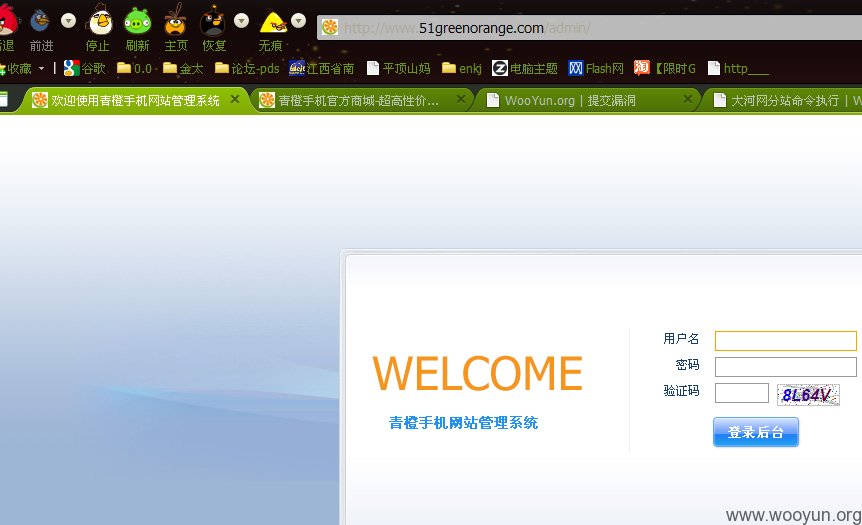 http://www.51greenorange.com/admin/
后退 前进 停止 刷新 主页 恢复 无痕
收藏 谷歌 0.0 金太 论坛-pds 江西省南 平顶山妈 enkj 电脑主题 Flash网 【限时G http___
欢迎使用青橙手机网站管理系统 青橙手机官方商城-超高性价... WooYun.org | 提交漏洞 大河网分站命令执行 | W
用户名
密码
WELCOME
验证码 8L64V
青橙手机网站管理系统
登录后台
www.wooyun.org